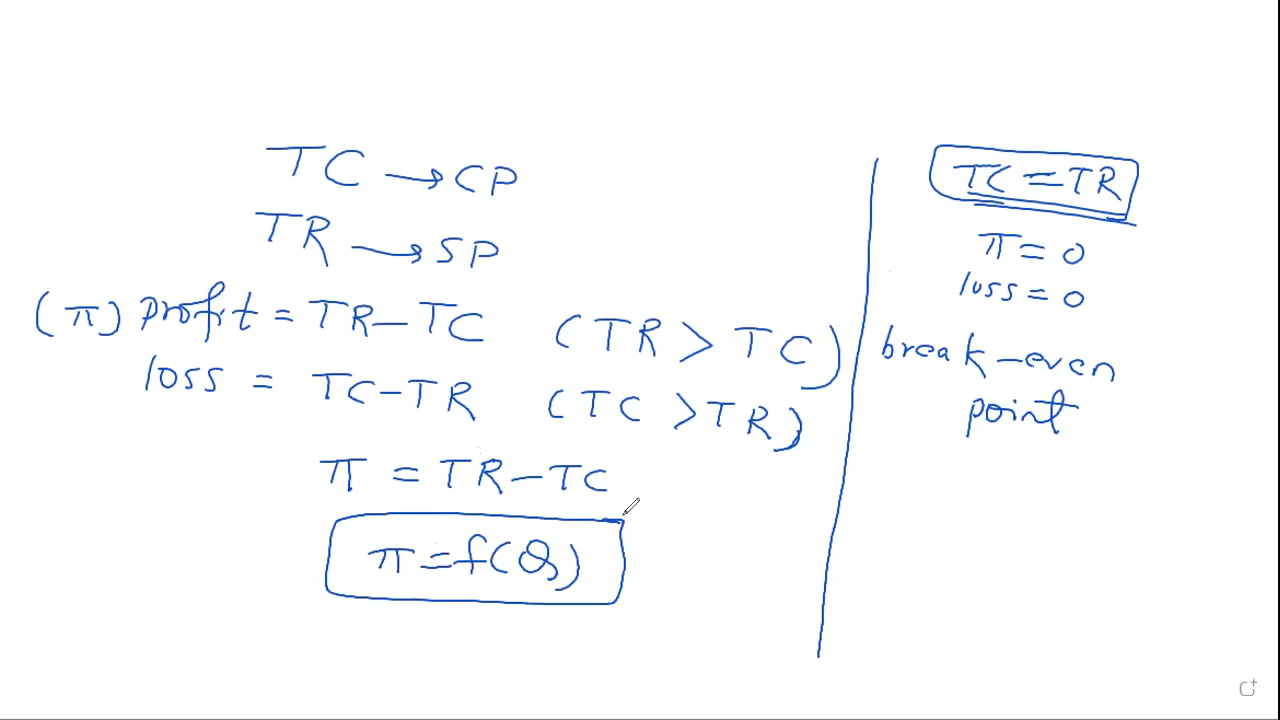 TC → CP
TR → SP
(π) profit = TR - TC (TR > TC)
loss = TC - TR (TC > TR)
π = TR - TC
π = f(Q)
TC = TR
π = 0
loss = 0
break-even
point